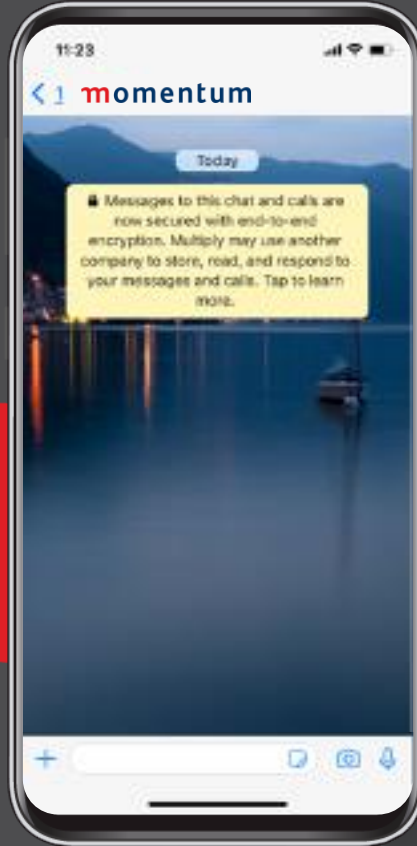 11:23
1 momentum
Today
Messages to this chat and calls are
now secured with end-to-end
encryption. Multiply may use another
company to store, read, and respond to
your messages and calls. Tap to learn
more.